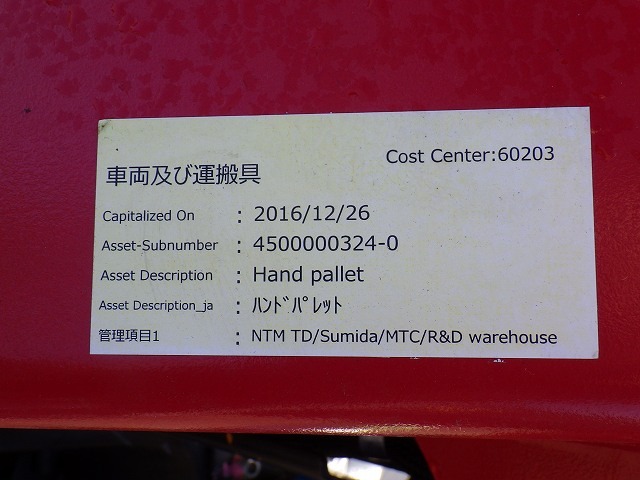 Cost Center:60203
車両及び運搬具
Capitalized On : 2016/12/26
Asset-Subnumber : 4500000324-0
Asset Description : Hand pallet
Asset Description_ja : ﾊﾝﾄﾞﾊﾟﾚｯﾄ
管理項目1 : NTM TD/Sumida/MTC/R&D warehouse